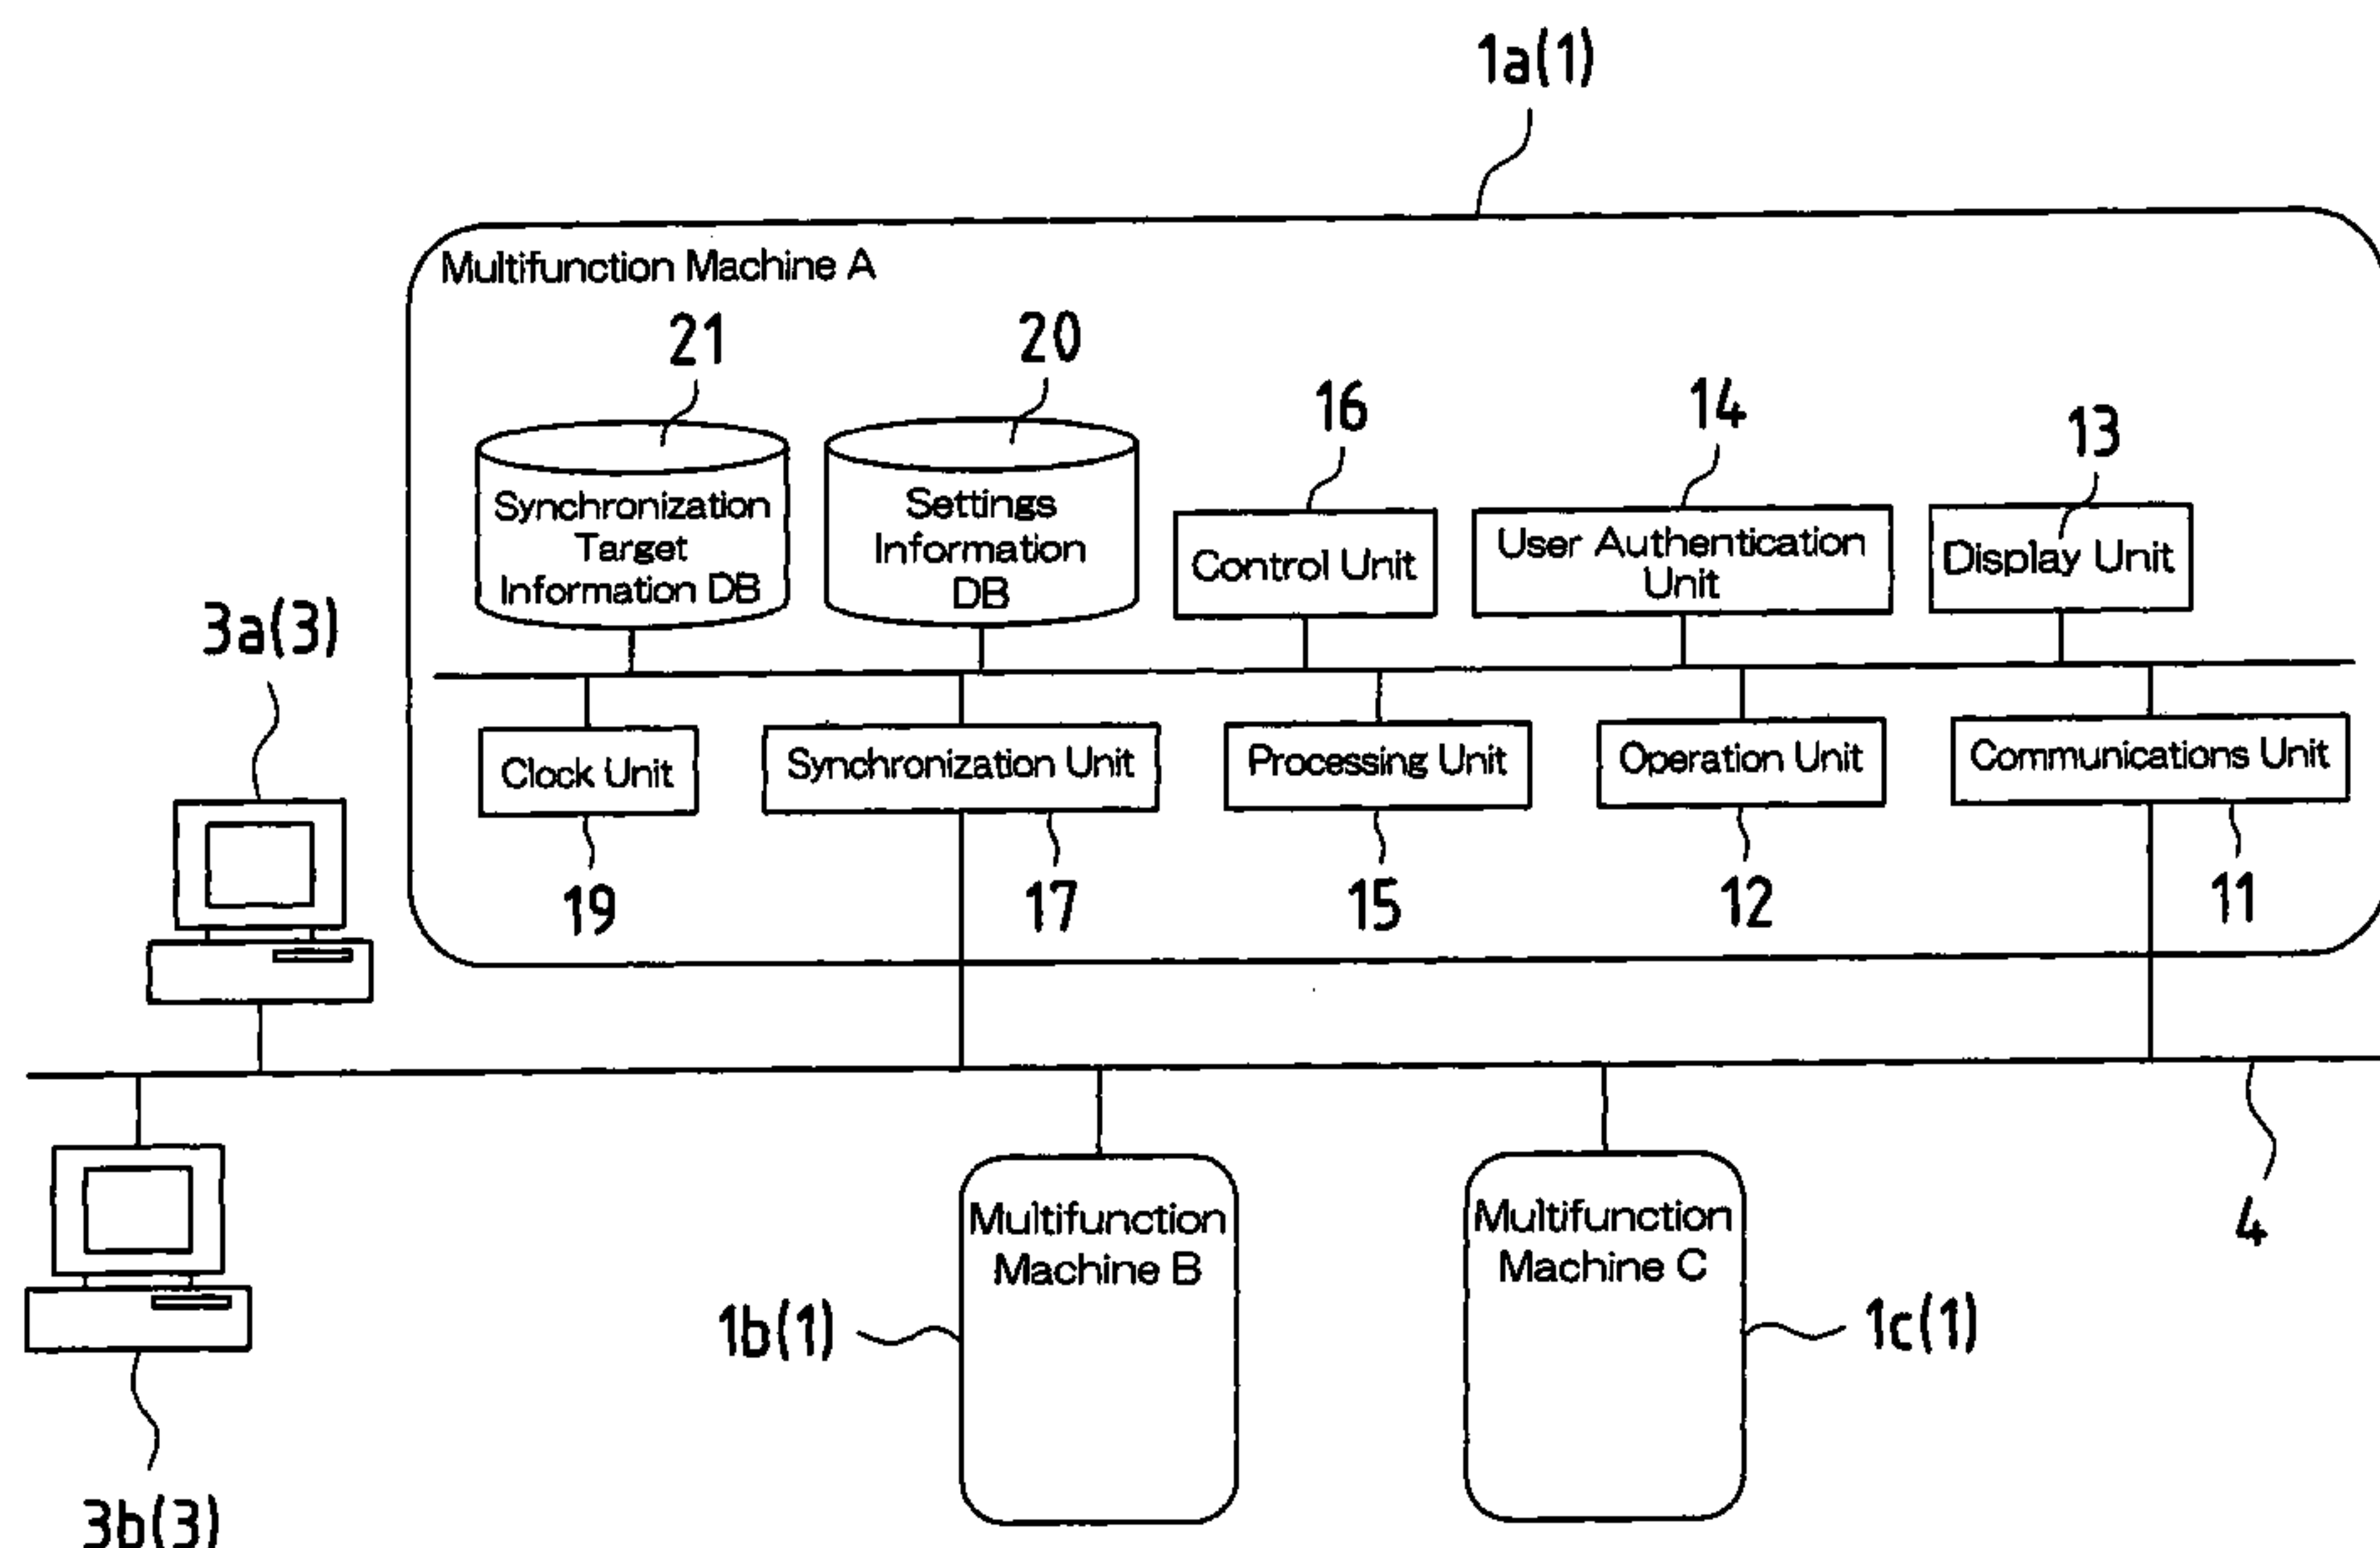 1a(1)
Multifunction Machine A
21
20
16
14
13
Synchronization
Target
Information DB
Settings
Information
DB
Control Unit
User Authentication
Unit
Display Unit
3a(3)
Clock Unit
Synchronization Unit
Processing Unit
Operation Unit
Communications Unit
19
17
15
12
11
Multifunction
Machine B
Multifunction
Machine C
4
1b(1)
1c(1)
3b(3)